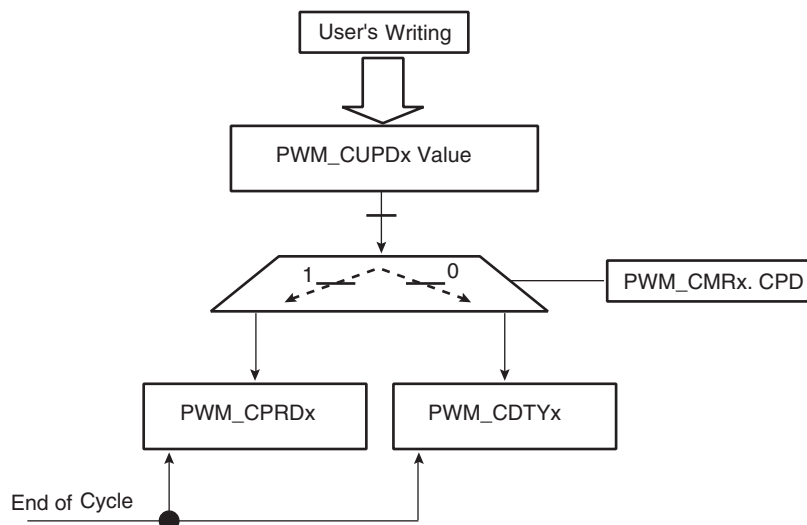 User's Writing
PWM_CUPDx Value
1
0
PWM_CMRx. CPD
PWM_CPRDx
PWM_CDTYx
End of Cycle